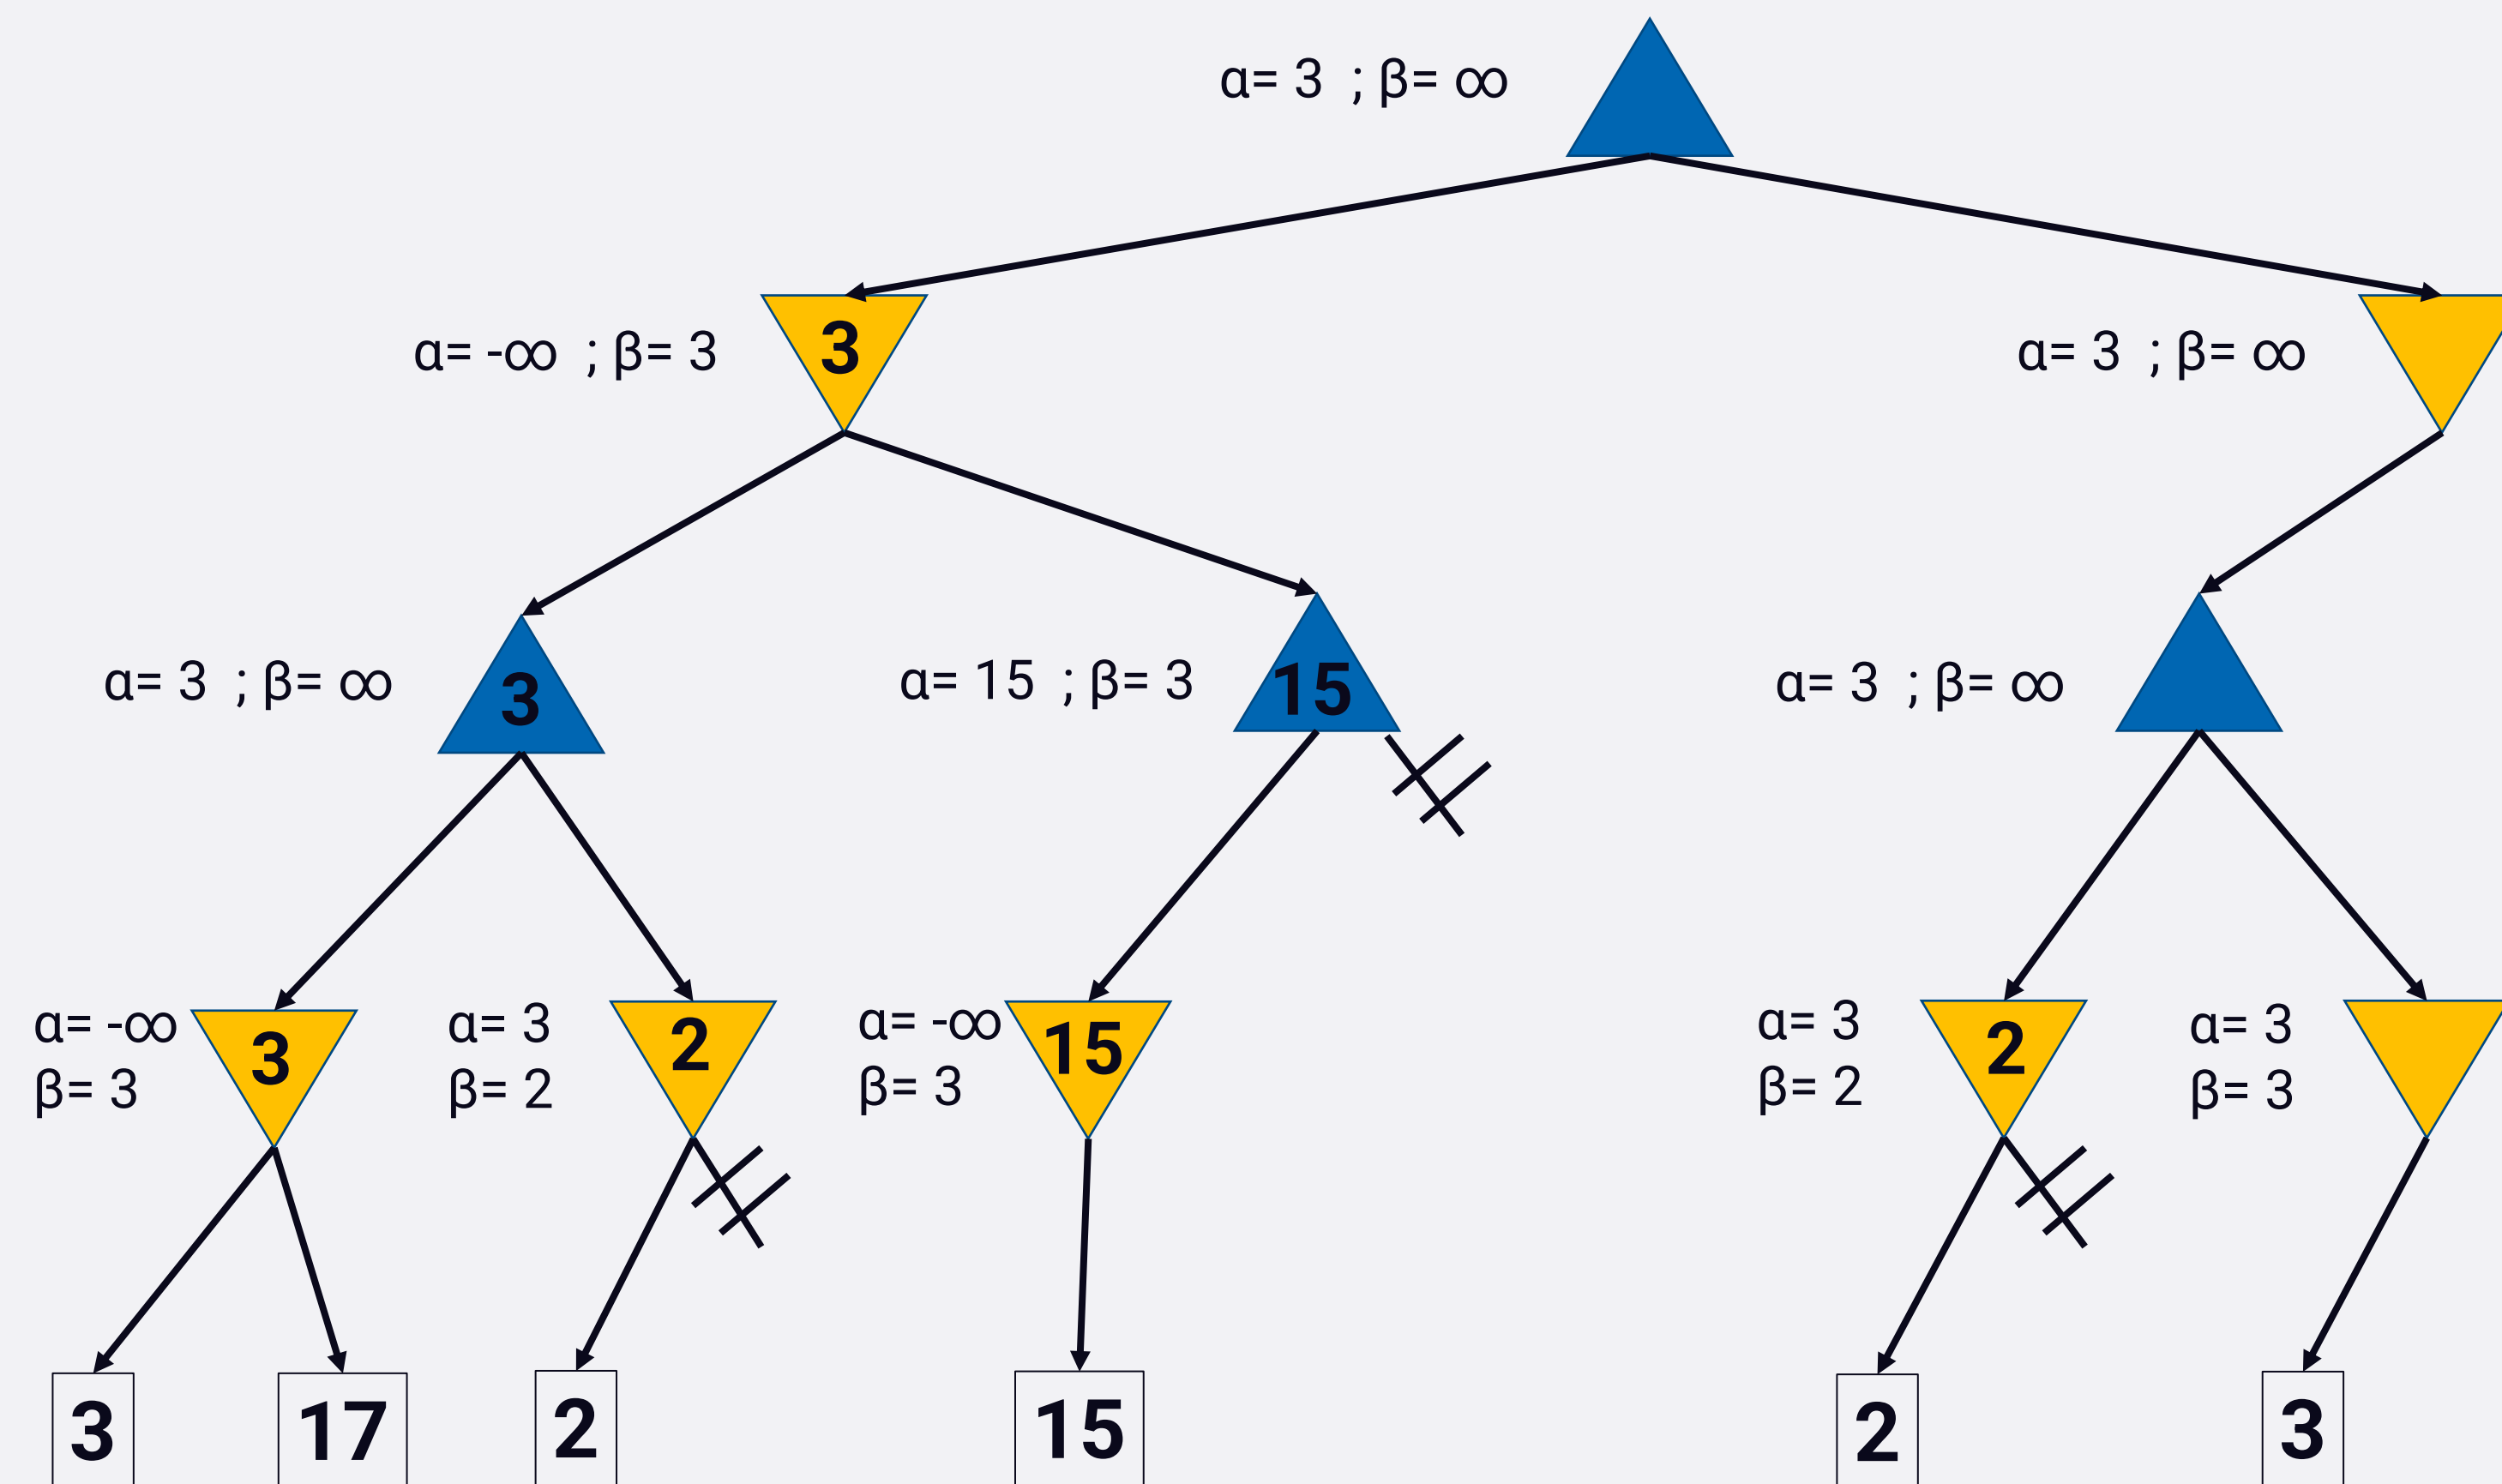 α= 3 ; β= ∞
α= -∞ ; β= 3
3
α= 3 ; β= ∞
α= 3 ; β= ∞
3
α= 15 ; β= 3
15
α= 3 ; β= ∞
α= -∞
β= 3
3
α= 3
β= 2
2
α= -∞
β= 3
15
α= 3
β= 2
2
α= 3
β= 3
3
17
2
15
2
3